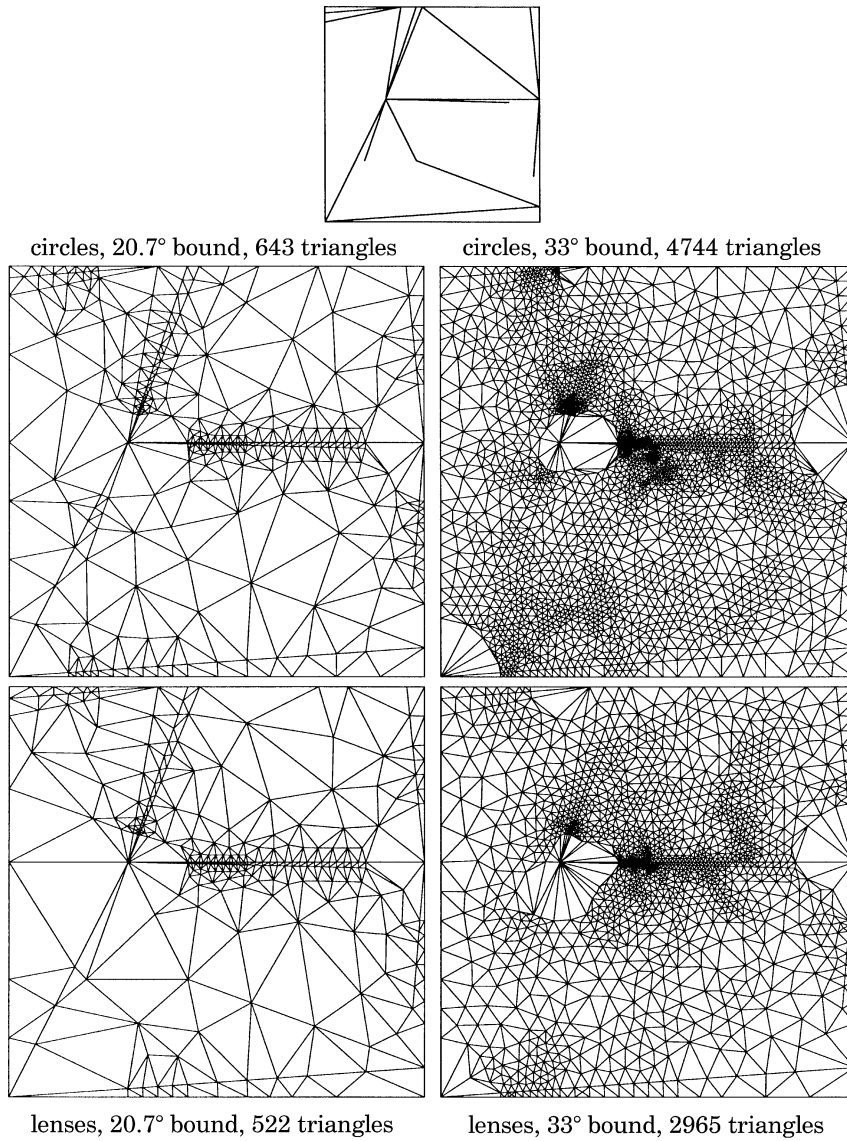 circles, 20.7° bound, 643 triangles
circles, 33° bound, 4744 triangles
lenses, 20.7° bound, 522 triangles
lenses, 33° bound, 2965 triangles